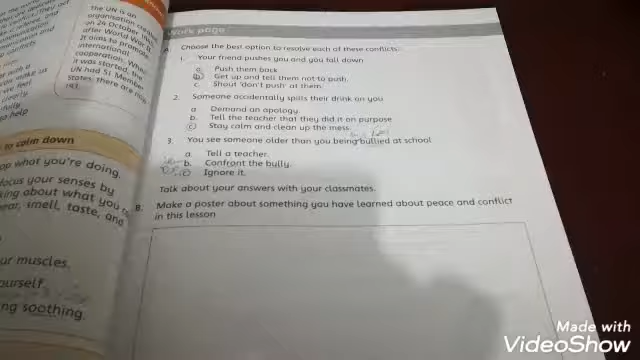 the UN is an
organisation created
on 24 October
after World War II.
It aims to promote
international
cooperation. When
it was started, the
UN had 51 Member
States; there are now
193.
to calm down
what you're doing.
focus your senses by
about what you
smell, taste, and
muscles.
soothing.
Work page
A. Choose the best option to resolve each of these conflicts.
1. Your friend pushes you and you fall down
a. Push them back
b. Get up and tell them not to push.
c. Shout 'don't push' at them.
2. Someone accidentally spills their drink on you
a. Demand an apology.
b. Tell the teacher that they did it on purpose
c Stay calm and clean up the mess.
3. You see someone older than you being bullied at school
a. Tell a teacher.
b. Confront the bully.
c Ignore it.
Talk about your answers with your classmates.
B. Make a poster about something you have learned about peace and conflict
in this lesson
Made with
VideoShow